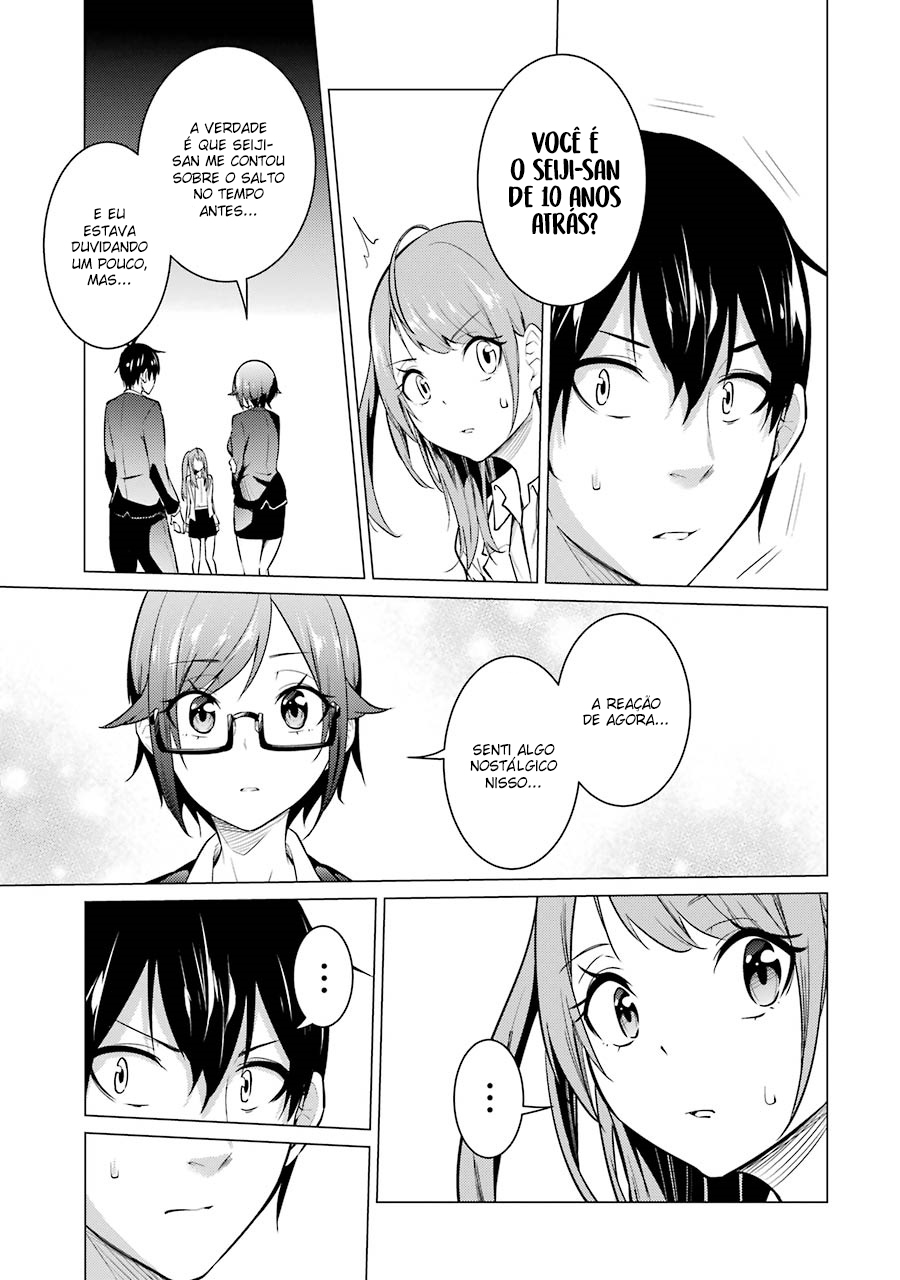 VOCÊ É
O SEIJI-SAN
DE 10 ANOS
ATRÁS?
A VERDADE
É QUE SEIJI-
SAN ME CONTOU
SOBRE O SALTO
NO TEMPO
ANTES...
E EU
ESTAVA
DUVIDANDO
UM POUCO,
MAS...
A REAÇÃO
DE AGORA...
SENTI ALGO
NOSTÁLGICO
NISSO...
...
...